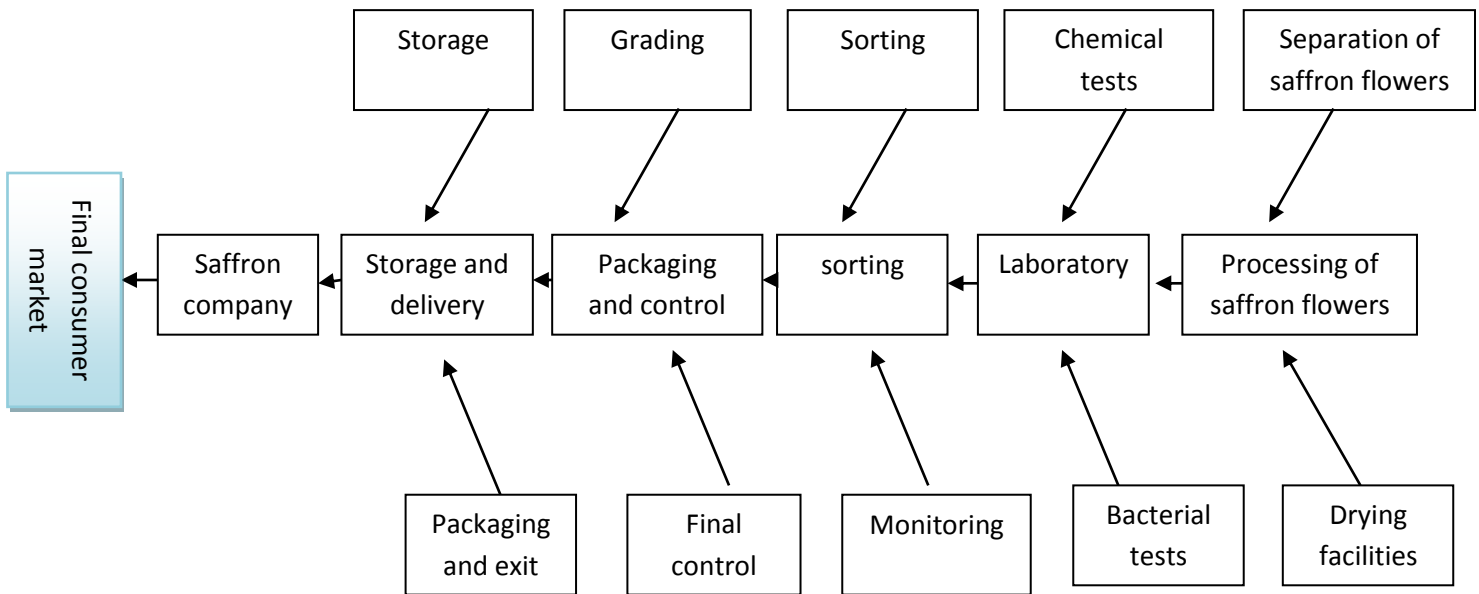 Storage
Grading
Sorting
Chemical
tests
Separation of
saffron flowers
Final consumer
market
Saffron
company
Storage and
delivery
Packaging
and control
sorting
Laboratory
Processing of
saffron flowers
Packaging
and exit
Final
control
Monitoring
Bacterial
tests
Drying
facilities